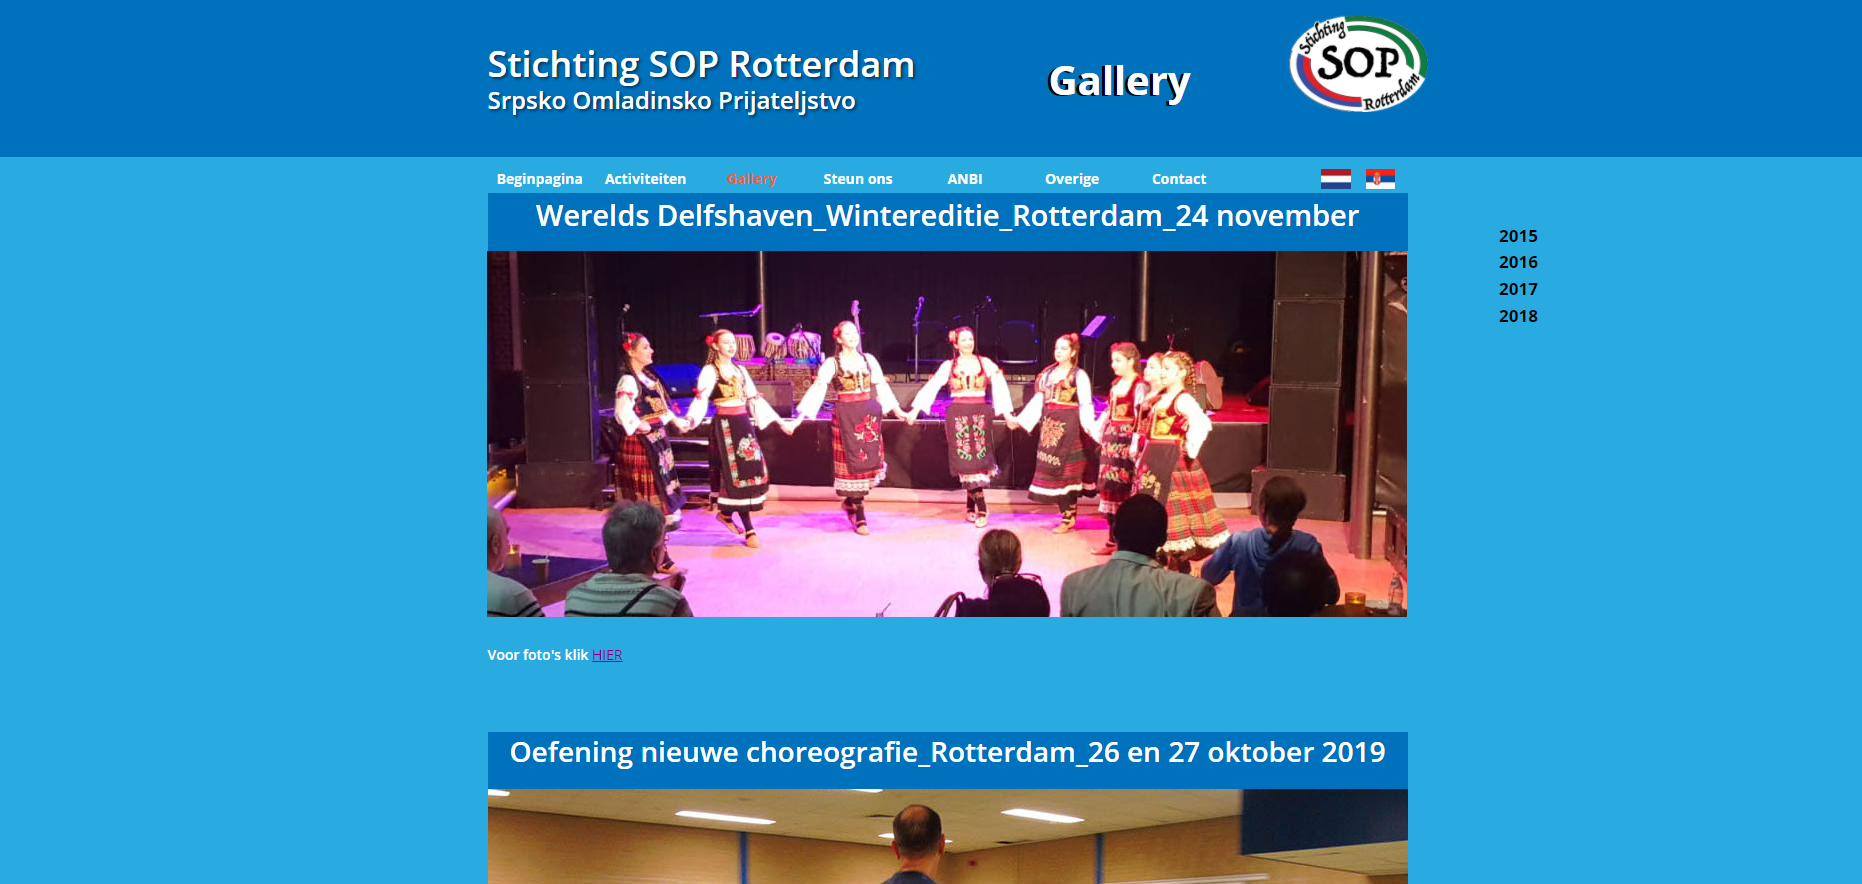 Stichting SOP Rotterdam
Srpsko Omladinsko Prijateljstvo
Gallery
Stichting
SOP
Rotterdam
Beginpagina Activiteiten Gallery Steun ons ANBI Overige Contact
Werelds Delfshaven_Wintereditie_Rotterdam_24 november
2015
2016
2017
2018
Voor foto's klik HIER
Oefening nieuwe choreografie_Rotterdam_26 en 27 oktober 2019